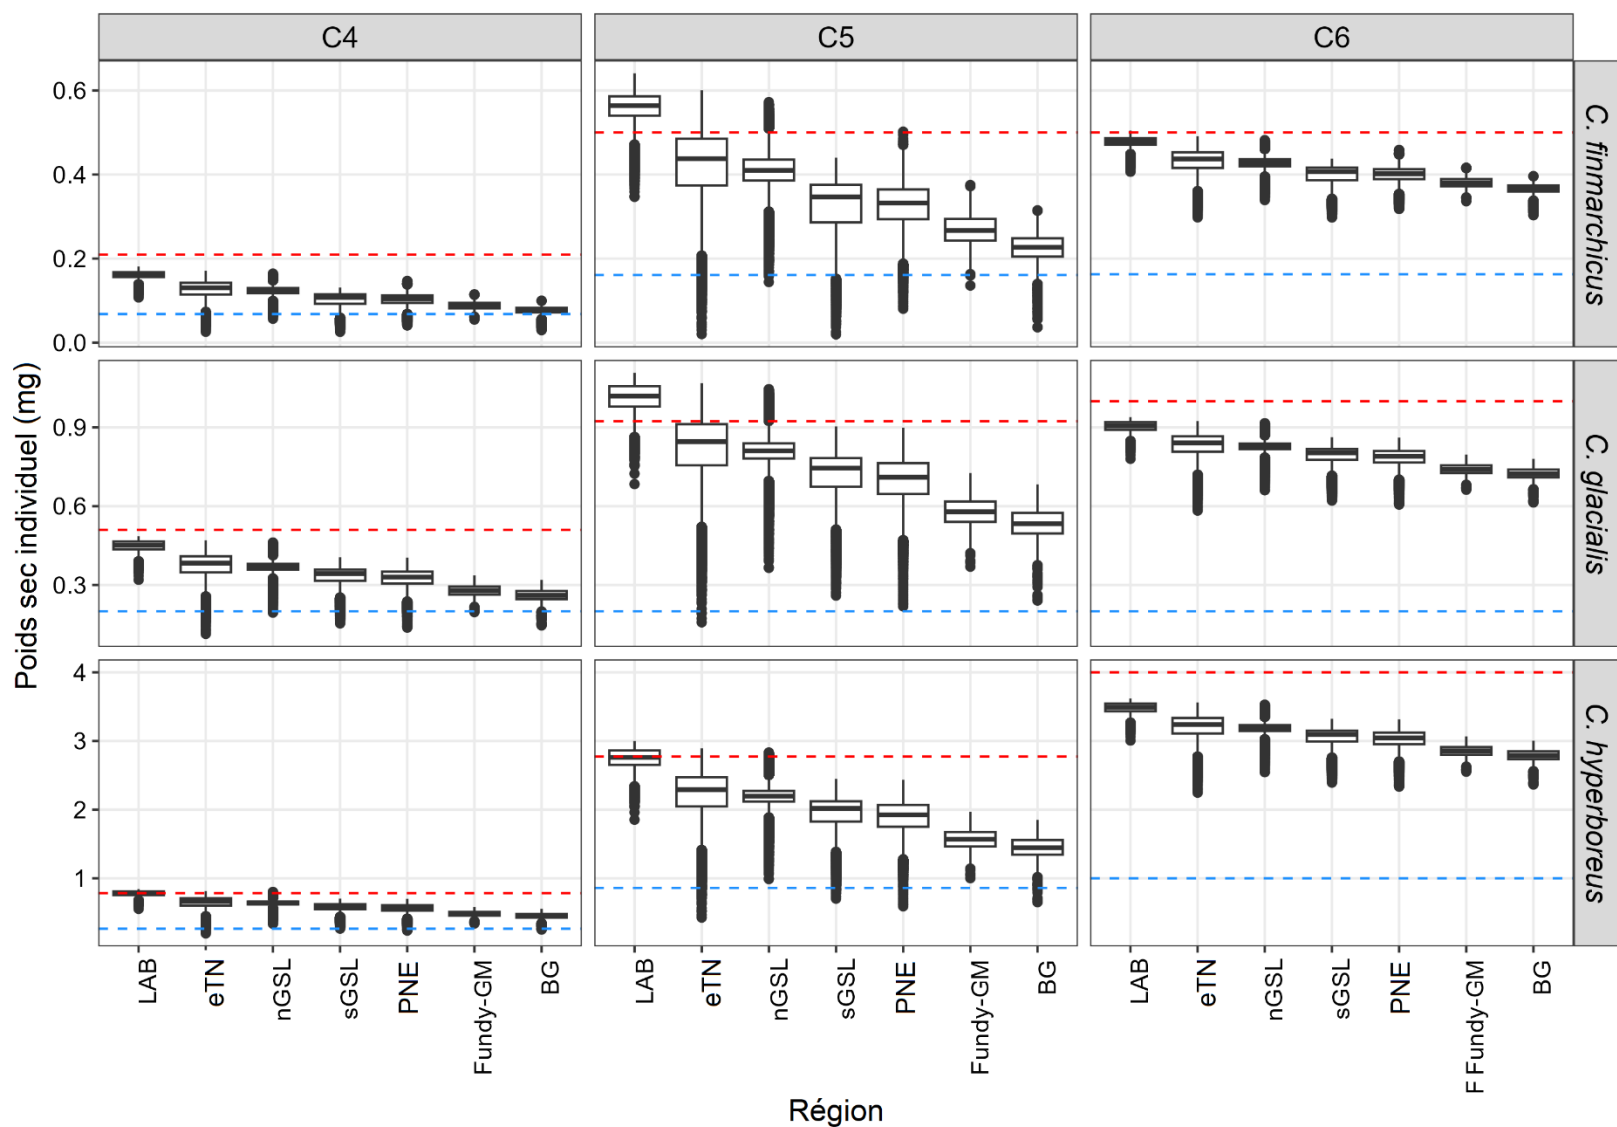 C4 C5 C6
Poids sec individuel (mg)
0.6
0.4
0.2
0.0
C. finmarchicus
0.9
0.6
0.3
C. glacialis
4
3
2
1
C. hyperboreus
LAB eTN nGSL sGSL PNE Fundy-GM BG
LAB eTN nGSL sGSL PNE Fundy-GM BG
LAB eTN nGSL sGSL PNE F Fundy-GM BG
Région